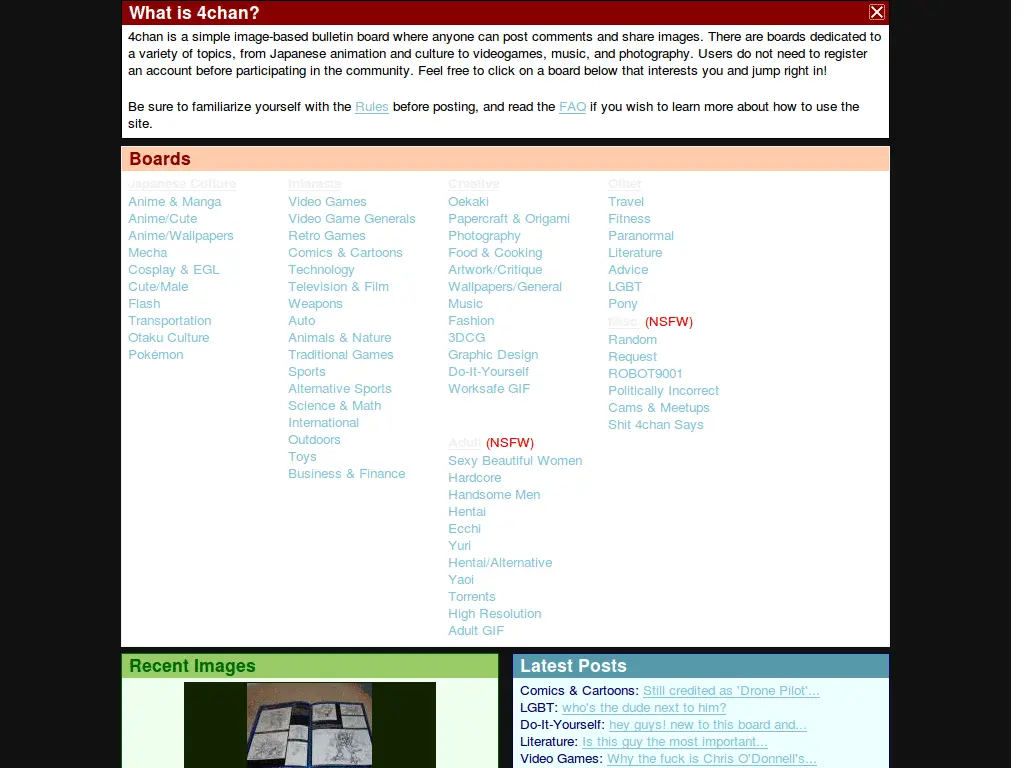 What is 4chan?
4chan is a simple image-based bulletin board where anyone can post comments and share images. There are boards dedicated to
a variety of topics, from Japanese animation and culture to videogames, music, and photography. Users do not need to register
an account before participating in the community. Feel free to click on a board below that interests you and jump right in!
Be sure to familiarize yourself with the Rules before posting, and read the FAQ if you wish to learn more about how to use the
site.
Boards
Japanese Culture
Anime & Manga
Anime/Cute
Anime/Wallpapers
Mecha
Cosplay & EGL
Cute/Male
Flash
Transportation
Otaku Culture
Pokémon
Interests
Video Games
Video Game Generals
Retro Games
Comics & Cartoons
Technology
Television & Film
Weapons
Auto
Animals & Nature
Traditional Games
Sports
Alternative Sports
Science & Math
International
Outdoors
Toys
Business & Finance
Creative
Oekaki
Papercraft & Origami
Photography
Food & Cooking
Artwork/Critique
Wallpapers/General
Music
Fashion
3DCG
Graphic Design
Do-It-Yourself
Worksafe GIF
Adult (NSFW)
Sexy Beautiful Women
Hardcore
Handsome Men
Hentai
Ecchi
Yuri
Hentai/Alternative
Yaoi
Torrents
High Resolution
Adult GIF
Other
Travel
Fitness
Paranormal
Literature
Advice
LGBT
Pony
Misc. (NSFW)
Random
Request
ROBOT9001
Politically Incorrect
Cams & Meetups
Shit 4chan Says
Recent Images
Latest Posts
Comics & Cartoons: Still credited as 'Drone Pilot'...
LGBT: who's the dude next to him?
Do-It-Yourself: hey guys! new to this board and...
Literature: Is this guy the most important...
Video Games: Why the fuck is Chris O'Donnell's...